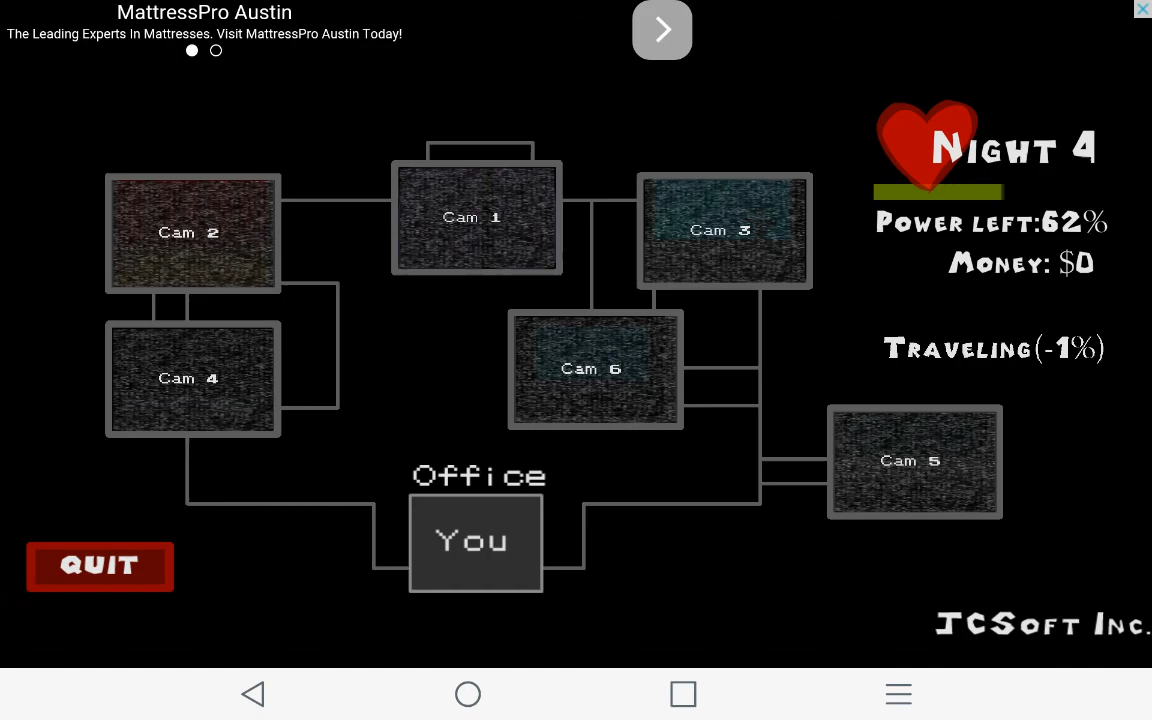 MattressPro Austin
The Leading Experts In Mattresses. Visit MattressPro Austin Today!
Night 4
Power left:62%
Money: $0
Traveling(-1%)
Cam 1
Cam 2
Cam 3
Cam 4
Cam 6
Cam 5
Office
You
QUIT
JCSoft Inc.